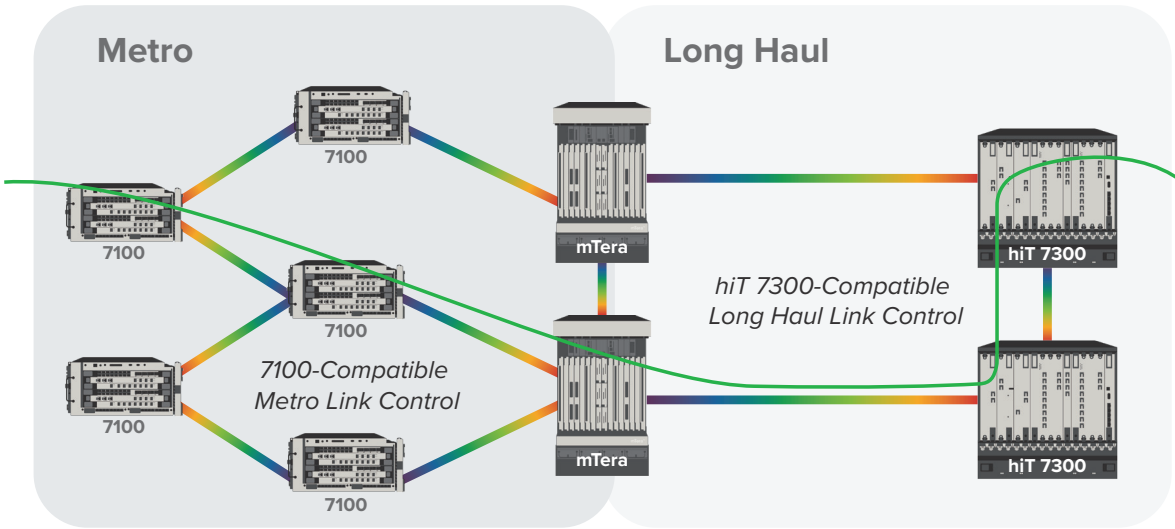 Metro
Long Haul
7100
7100
mTera
hiT 7300
7100
hiT 7300-Compatible
Long Haul Link Control
7100-Compatible
Metro Link Control
7100
mTera
hiT 7300
7100